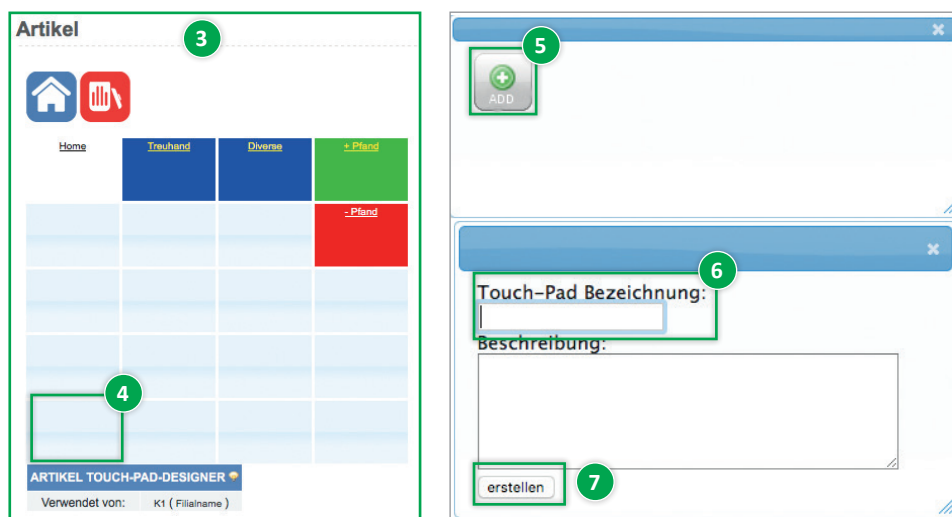 Artikel
3
Home
Treuhand
Diverse
+ Pfand
- Pfand
4
ARTIKEL TOUCH-PAD-DESIGNER
Verwendet von: K1 ( Filialname )
5
ADD
6
Touch-Pad Bezeichnung:
Beschreibung:
erstellen
7